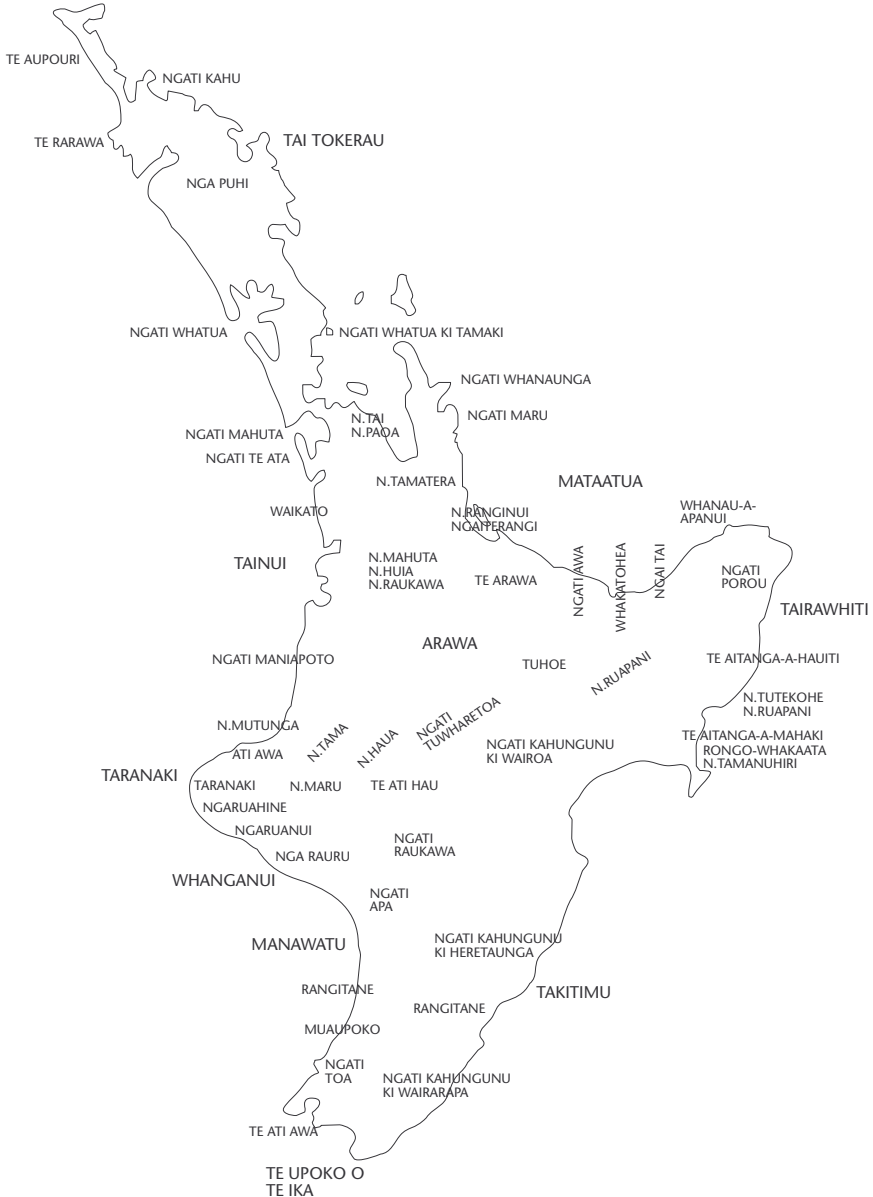 TE AUPOURI
NGATI KAHU
TE RARAWA
TAI TOKERAU
NGA PUHI
NGATI WHATUA
NGATI WHATUA KI TAMAKI
NGATI WHANAUNGA
NGATI MARU
N.TAI
N.PAOA
NGATI MAHUTA
NGATI TE ATA
N.TAMATERA
MATAATUA
WAIKATO
N.RANGINUI
NGAITERANGI
WHANAU-A-
APANUI
TAINUI
N.MAHUTA
N.HUIA
N.RAUKAWA
TE ARAWA
NGATI AWA
WHAKATOHEA
NGAI TAI
NGATI
POROU
TAIRAWHITI
ARAWA
NGATI MANIAPOTO
TUHOE
N.RUAPANI
TE AITANGA-A-HAUITI
N.TUTEKOHE
N.RUAPANI
N.MUTUNGA
ATI AWA
N.TAMA
N.HAUA
NGATI
TUWHARETOA
NGATI KAHUNGUNU
KI WAIROA
TE AITANGA-A-MAHAKI
RONGO-WHAKAATA
N.TAMANUHIRI
TARANAKI
TARANAKI
N.MARU
TE ATI HAU
NGARUAHINE
NGARUANUI
NGA RAURU
NGATI
RAUKAWA
WHANGANUI
NGATI
APA
MANAWATU
NGATI KAHUNGUNU
KI HERETAUNGA
RANGITANE
TAKITIMU
RANGITANE
MUAUPOKO
NGATI
TOA
NGATI KAHUNGUNU
KI WAIRARAPA
TE ATI AWA
TE UPOKO O
TE IKA